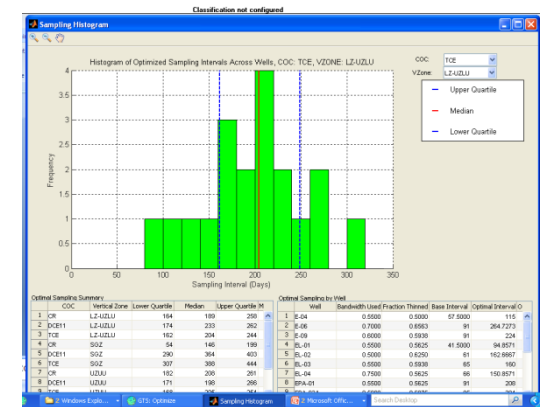 Classification not configured
Sampling Histogram
Histogram of Optimized Sampling Intervals Across Wells, COC: TCE, VZONE: LZ-UZLU
COC: TCE
VZone: LZ-UZLU
Upper Quartile
Median
Lower Quartile
Frequency
4
3.5
3
2.5
2
1.5
1
0.5
0
0 50 100 150 200 250 300 350
Sampling Interval (Days)
Optimal Sampling Summary
COC Vertical Zone Lower Quartile Median Upper Quartile M
1 CR LZ-UZLU 164 189 258
2 DCE11 LZ-UZLU 174 233 262
3 TCE LZ-UZLU 162 204 244
4 CR SGZ 54 146 199
5 DCE11 SGZ 290 364 403
6 TCE SGZ 307 388 444
7 CR UZUU 182 208 261
8 DCE11 UZUU 171 198 266
Optimal Sampling by Well
Well Bandwidth Used Fraction Thinned Base Interval Optimal Interval O
1 E-04 0.5500 0.5000 57.5000 115
2 E-06 0.7000 0.6563 91 264.7273
3 E-09 0.6000 0.5938 91 224
4 EL-01 0.5500 0.5625 41.5000 94.8571
5 EL-02 0.5500 0.6250 61 162.6667
6 EL-03 0.5500 0.5938 65 160
7 EL-04 0.7500 0.5625 66 150.8571
8 EPA-01 0.5500 0.5625 91 208
2 Windows Explo...
GTS: Optimize
Sampling Histogram
2 Microsoft Offic...
Search Desktop